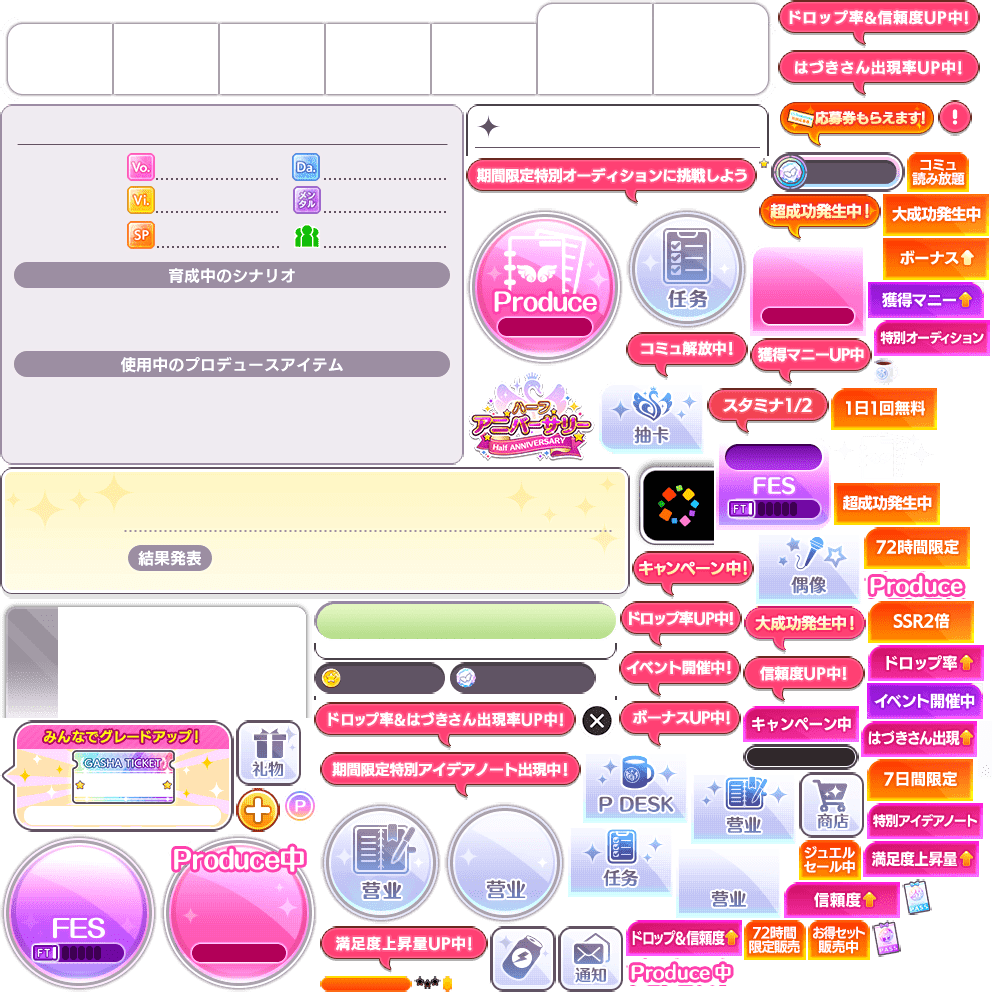 ドロップ率&信頼度UP中!
はづきさん出現率UP中!
応募券もらえます!
!
Vo.
Da.
Vi.
メン
タル
SP
育成中のシナリオ
使用中のプロデュースアイテム
期間限定特別オーディションに挑戦しよう
コミュ
読み放題
超成功発生中!
大成功発生中
ボーナス
獲得マニー
特別オーディション
Produce
任务
コミュ解放中!
獲得マニーUP中
ハーフ
アニバーサリー
Half ANNIVERSARY
抽卡
スタミナ1/2
1日1回無料
FES
FT
超成功発生中
結果発表
キャンペーン中!
偶像
72時間限定
Produce
ドロップ率UP中!
大成功発生中!
SSR2倍
イベント開催中!
信頼度UP中!
ドロップ率
イベント開催中
ドロップ率&はづきさん出現率UP中!
ボーナスUP中!
キャンペーン中
はづきさん出現
みんなでグレードアップ!
GASHA TICKET
礼物
P
期間限定特別アイデアノート出現中!
P DESK
营业
商店
7日間限定
特別アイデアノート
FES
FT
Produce中
营业
营业
任务
营业
ジュエル
セール中
満足度上昇量
信頼度
PASS
満足度上昇量UP中!
通知
ドロップ&信頼度
72時間
限定販売
お得セット
販売中
PASS
Produce中